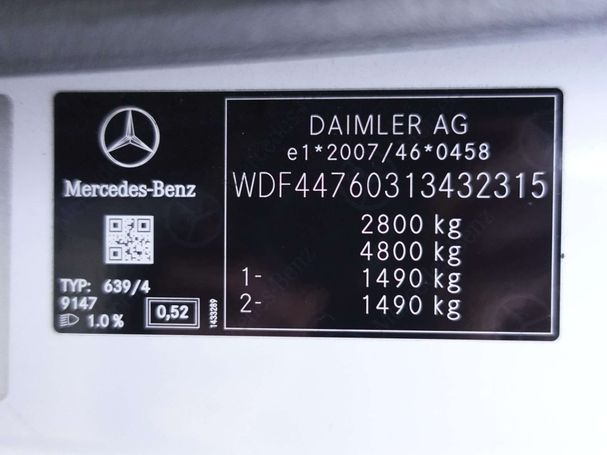 Mercedes-Benz
TYP: 639/4
9147
1.0 %
0,52
1433289
DAIMLER AG
e1*2007/46*0458
WDF44760313432315
2800 kg
4800 kg
1- 1490 kg
2- 1490 kg